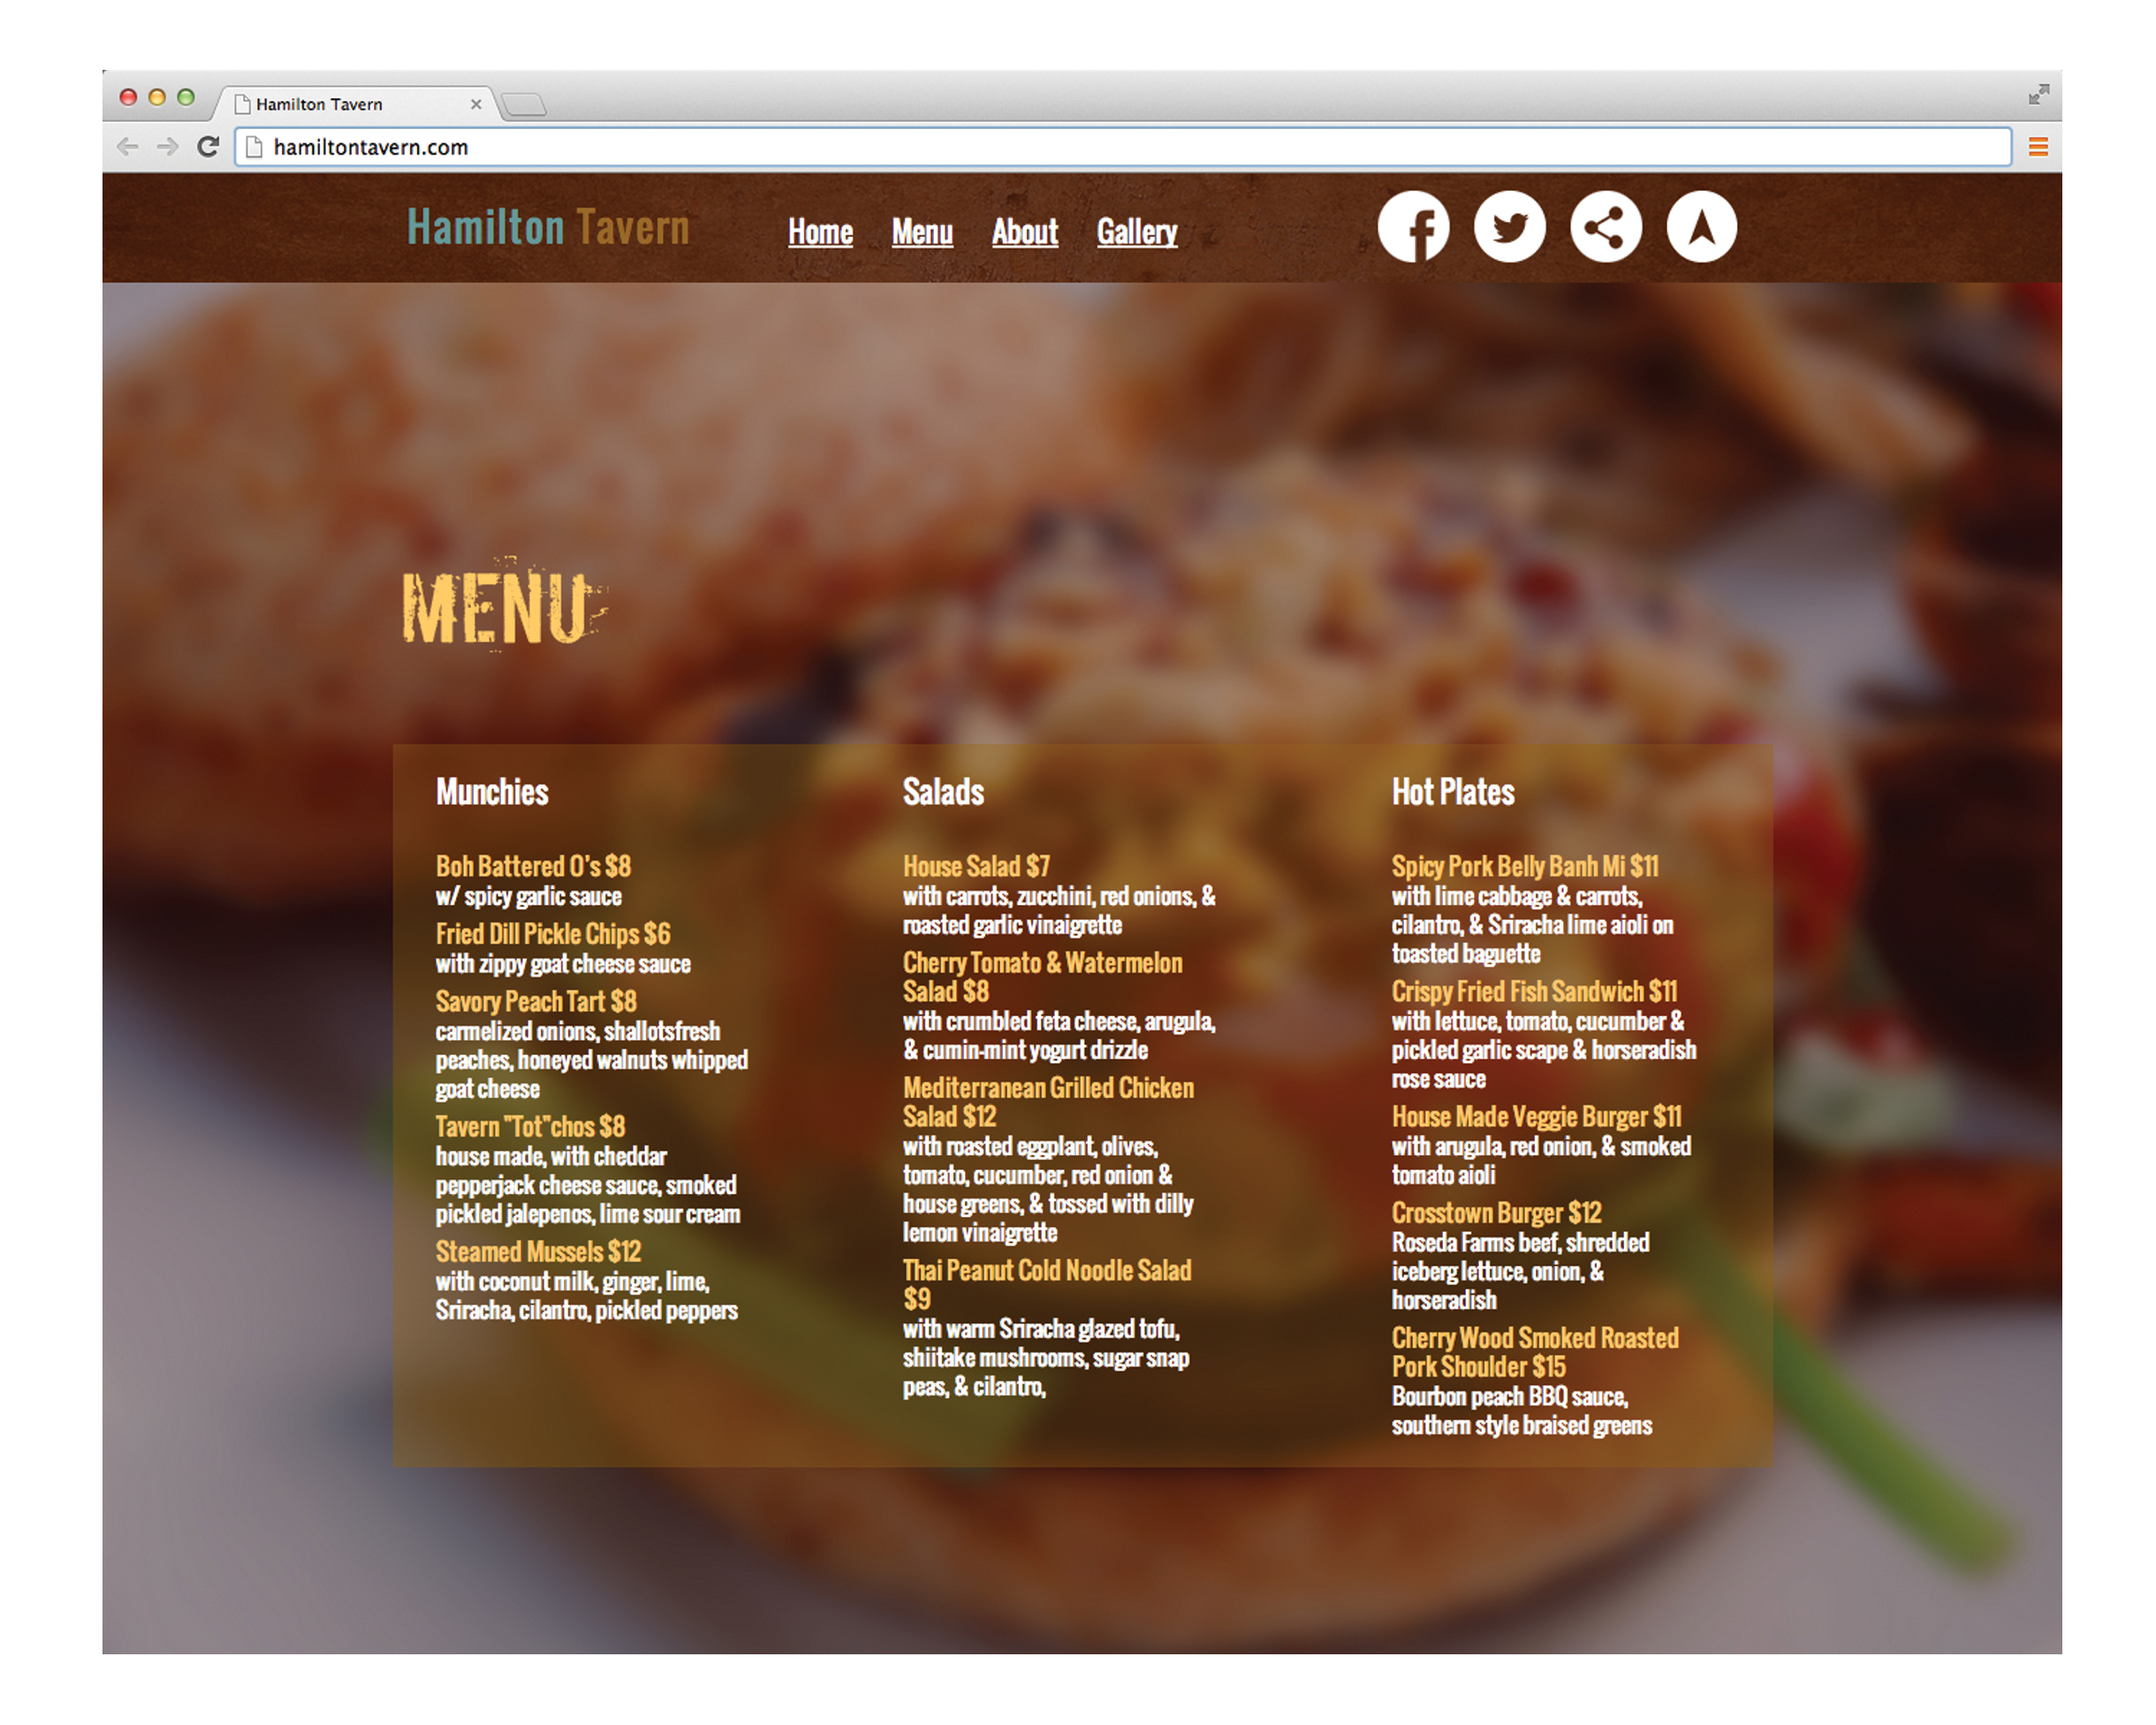 Hamilton Tavern
hamiltontavern.com
Hamilton Tavern
Home Menu About Gallery
MENU
Munchies
Boh Battered O's $8
w/ spicy garlic sauce
Fried Dill Pickle Chips $6
with zippy goat cheese sauce
Savory Peach Tart $8
carmelized onions, shallotsfresh
peaches, honeyed walnuts whipped
goat cheese
Tavern "Tot"chos $8
house made, with cheddar
pepperjack cheese sauce, smoked
pickled jalepenos, lime sour cream
Steamed Mussels $12
with coconut milk, ginger, lime,
Sriracha, cilantro, pickled peppers
Salads
House Salad $7
with carrots, zucchini, red onions, &
roasted garlic vinaigrette
Cherry Tomato & Watermelon
Salad $8
with crumbled feta cheese, arugula,
& cumin-mint yogurt drizzle
Mediterranean Grilled Chicken
Salad $12
with roasted eggplant, olives,
tomato, cucumber, red onion &
house greens, & tossed with dilly
lemon vinaigrette
Thai Peanut Cold Noodle Salad
$9
with warm Sriracha glazed tofu,
shiitake mushrooms, sugar snap
peas, & cilantro,
Hot Plates
Spicy Pork Belly Banh Mi $11
with lime cabbage & carrots,
cilantro, & Sriracha lime aioli on
toasted baguette
Crispy Fried Fish Sandwich $11
with lettuce, tomato, cucumber &
pickled garlic scape & horseradish
rose sauce
House Made Veggie Burger $11
with arugula, red onion, & smoked
tomato aioli
Crosstown Burger $12
Roseda Farms beef, shredded
iceberg lettuce, onion, &
horseradish
Cherry Wood Smoked Roasted
Pork Shoulder $15
Bourbon peach BBQ sauce,
southern style braised greens